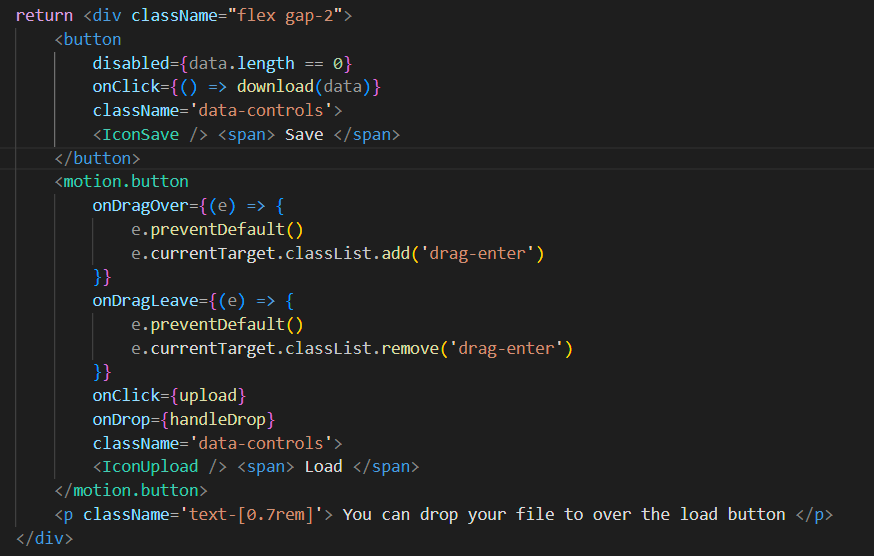 return <div className="flex gap-2">
    <button
        disabled={data.length == 0}
        onClick={() => download(data)}
        className='data-controls'>
        <IconSave /> <span> Save </span>
    </button>
    <motion.button
        onDragOver={(e) => {
            e.preventDefault()
            e.currentTarget.classList.add('drag-enter')
        }}
        onDragLeave={(e) => {
            e.preventDefault()
            e.currentTarget.classList.remove('drag-enter')
        }}
        onClick={upload}
        onDrop={handleDrop}
        className='data-controls'>
        <IconUpload /> <span> Load </span>
    </motion.button>
    <p className='text-[0.7rem]'> You can drop your file to over the load button </p>
</div>